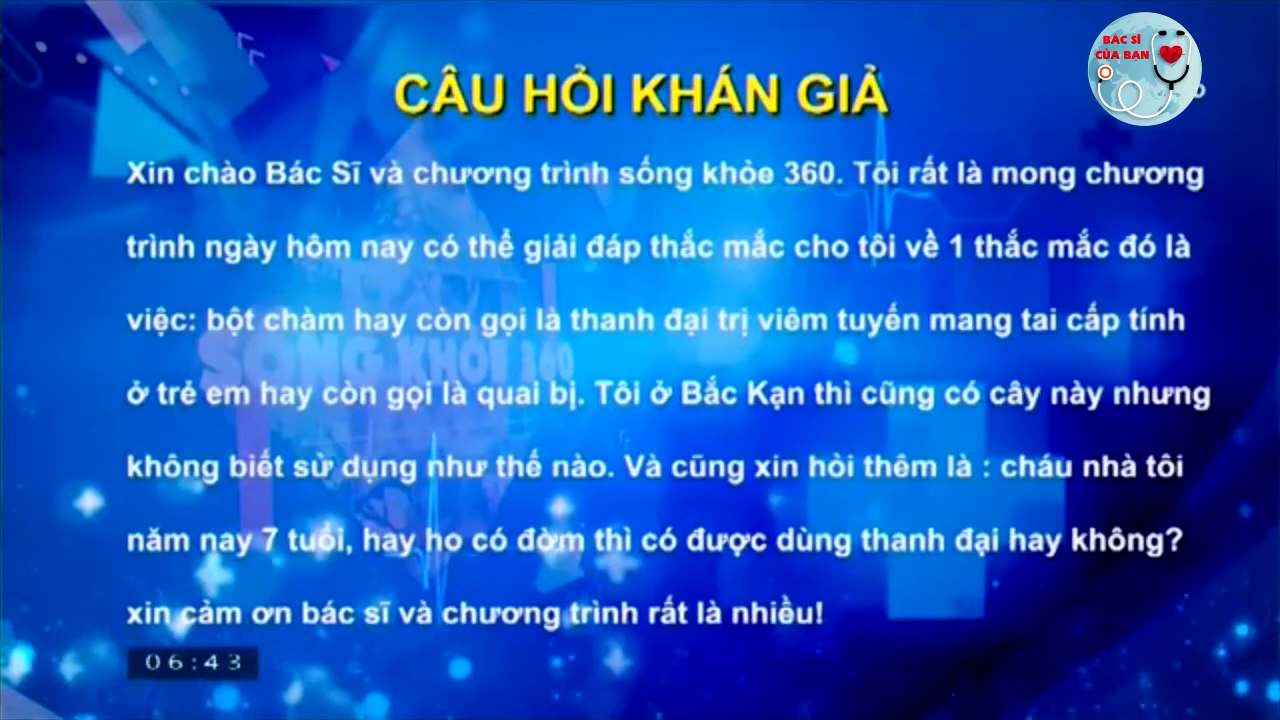 BÁC SĨ
CỦA BẠN
CÂU HỎI KHÁN GIẢ
Xin chào Bác Sĩ và chương trình sống khỏe 360. Tôi rất là mong chương
trình ngày hôm nay có thể giải đáp thắc mắc cho tôi về 1 thắc mắc đó là
việc: bột chàm hay còn gọi là thanh đại trị viêm tuyến mang tai cấp tính
ở trẻ em hay còn gọi là quai bị. Tôi ở Bắc Kạn thì cũng có cây này nhưng
không biết sử dụng như thế nào. Và cũng xin hỏi thêm là : cháu nhà tôi
năm nay 7 tuổi, hay ho có đờm thì có được dùng thanh đại hay không?
xin cảm ơn bác sĩ và chương trình rất là nhiều!
SỐNG KHỎI 360
06:43